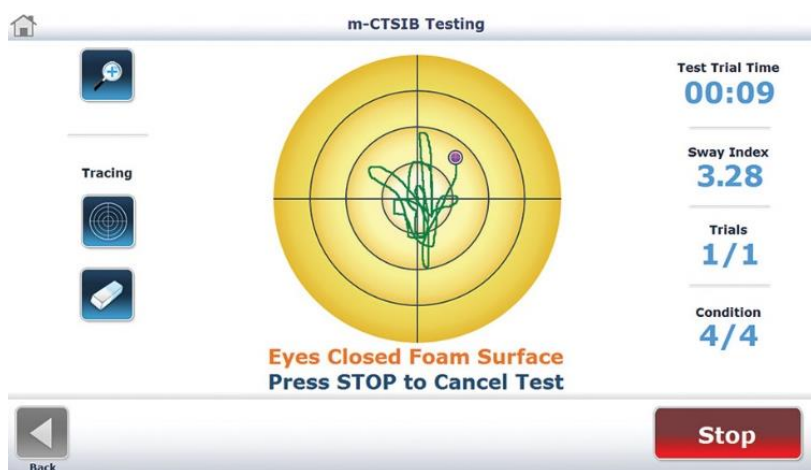 m-CTSIB Testing
Tracing
Test Trial Time
00:09
Sway Index
3.28
Trials
1/1
Condition
4/4
Eyes Closed Foam Surface
Press STOP to Cancel Test
Back
Stop